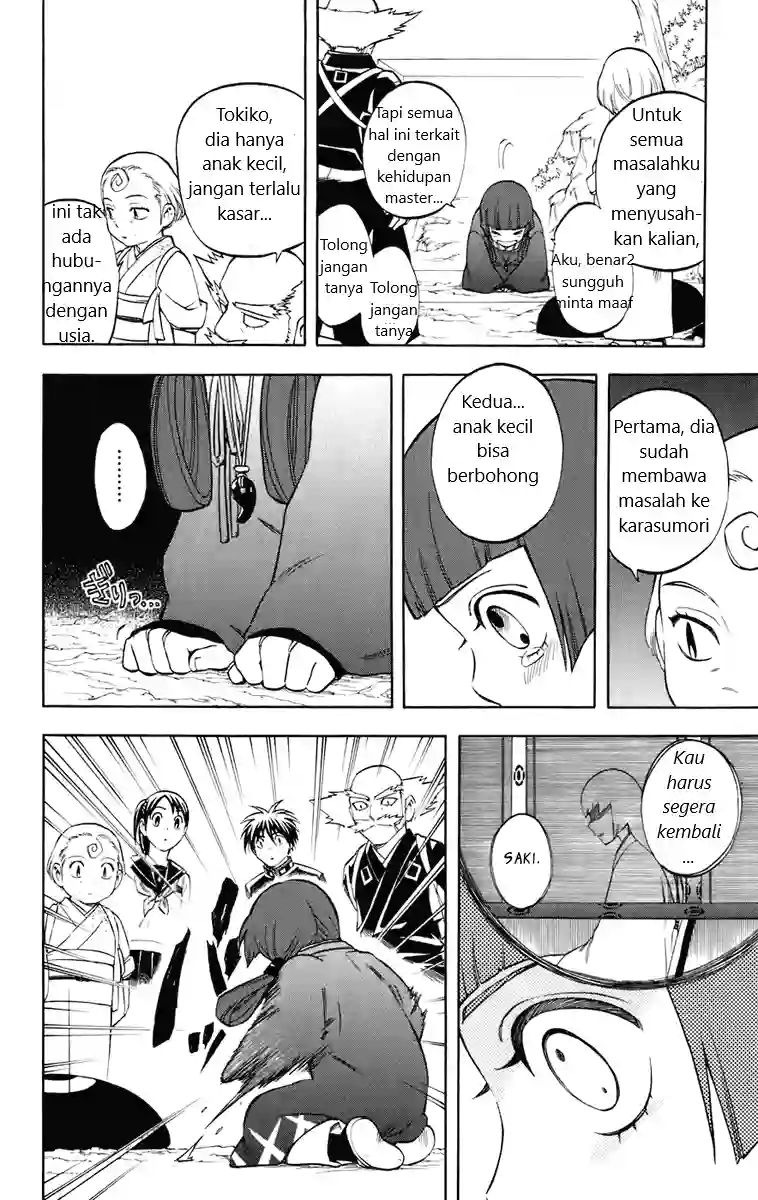 Untuk
semua
masalahku
yang
menyusah-
kan kalian,
Aku, benar2
sungguh
minta maaf
Tapi semua
hal ini terkait
dengan
kehidupan
master...
Tolong
jangan
tanya
Tolong
jangan
tanya
Tokiko,
dia hanya
anak kecil,
jangan terlalu
kasar...
ini tak
ada
hubu-
ngannya
dengan
usia.
Pertama, dia
sudah
membawa
masalah ke
karasumori
Kedua...
anak kecil
bisa
berbohong
........
ぎりっ...
Kau
harus
segera
kembali
...
SAKI.